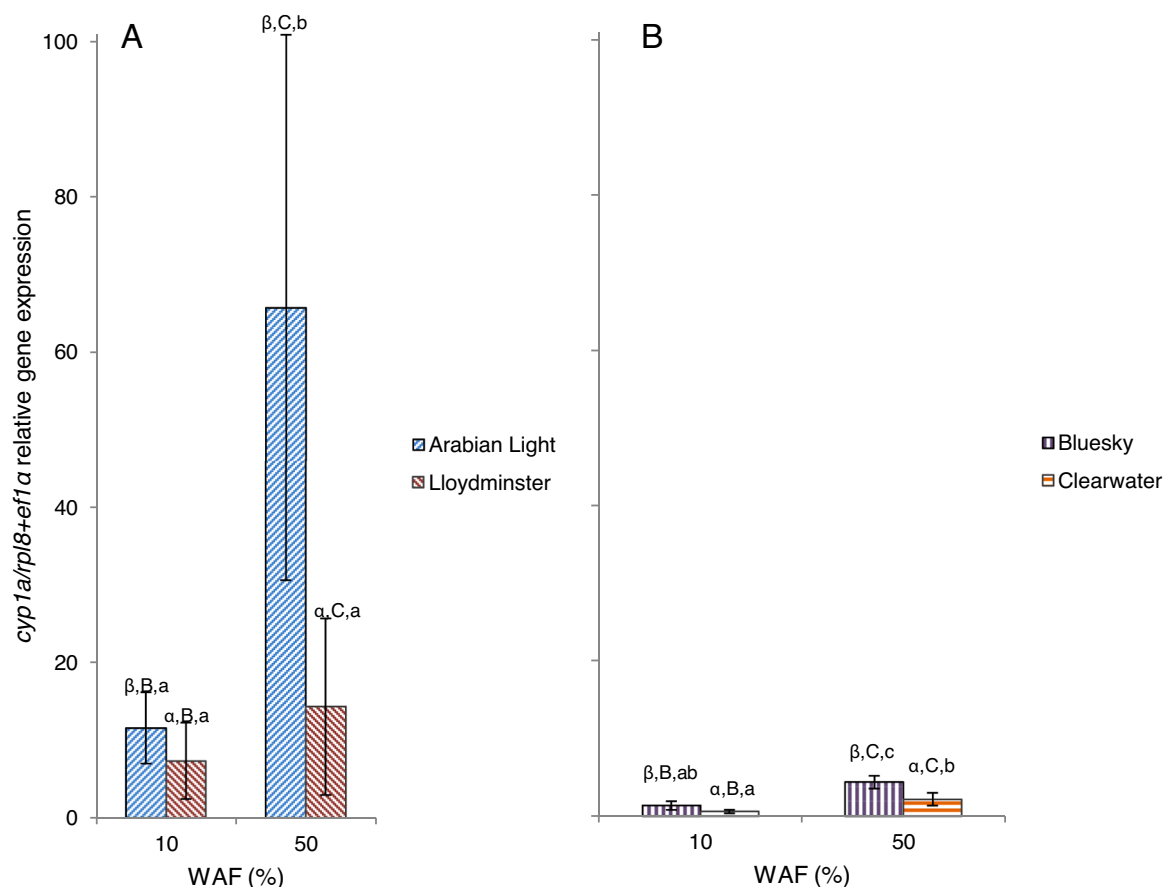 A
B
cyp1a/rpl8+ef1α relative gene expression
100
80
60
40
20
0
β,B,a
α,B,a
β,C,b
α,C,a
10
50
WAF (%)
Arabian Light
Lloydminster
β,B,ab
α,B,a
β,C,c
α,C,b
10
50
WAF (%)
Bluesky
Clearwater